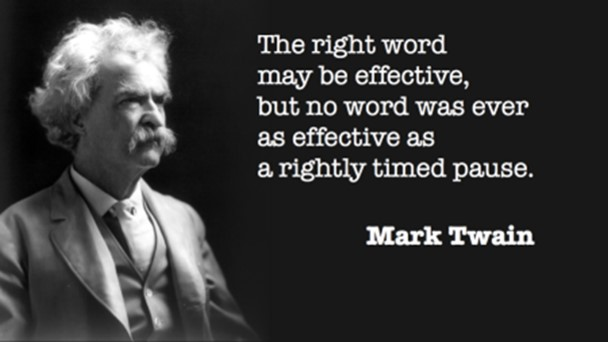 The right word
may be effective,
but no word was ever
as effective as
a rightly timed pause.
Mark Twain